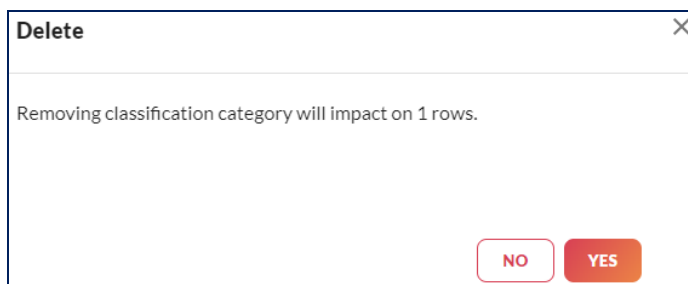 Delete
Removing classification category will impact on 1 rows.
NO YES